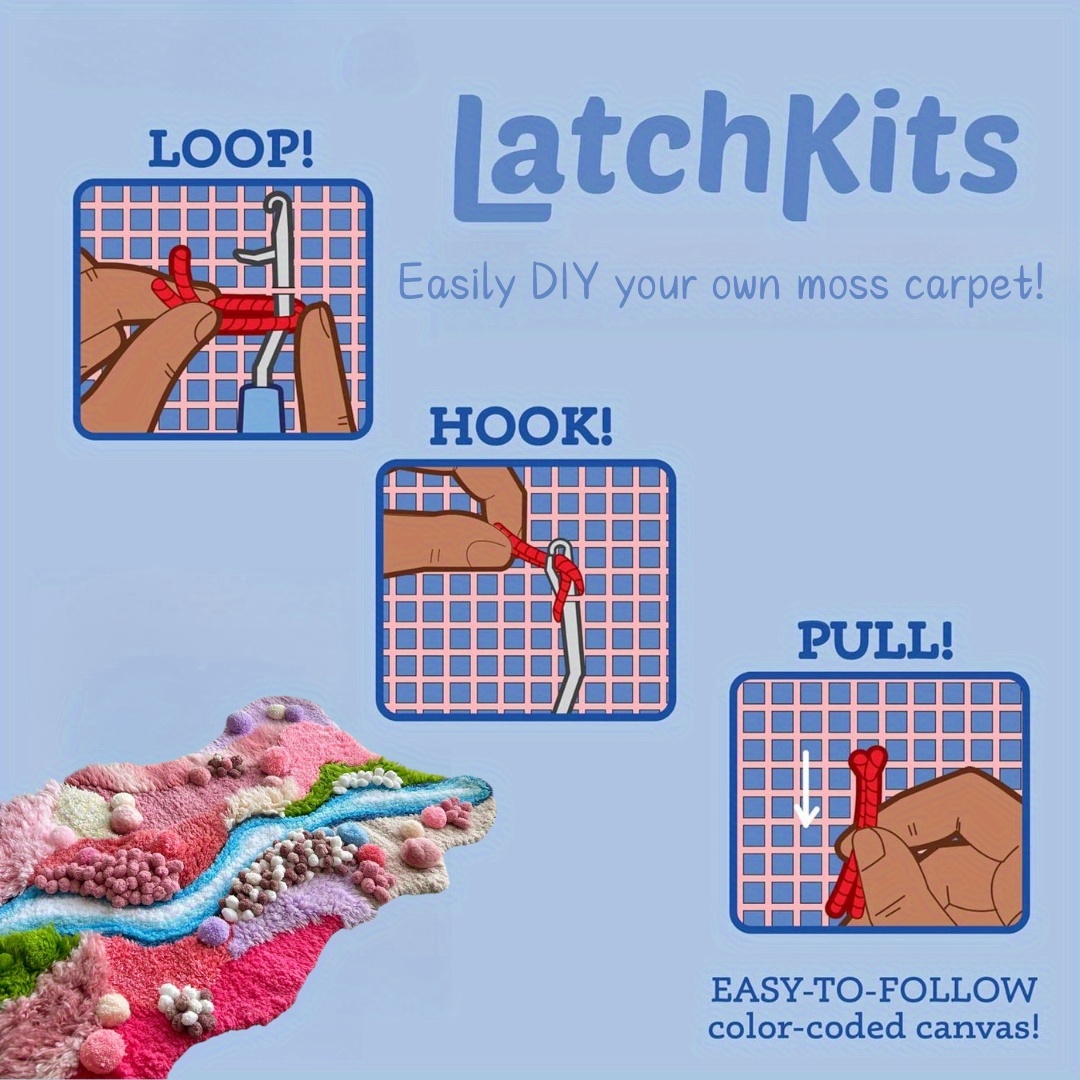 LatchKits
Easily DIY your own moss carpet!
LOOP!
HOOK!
PULL!
EASY-TO-FOLLOW
color-coded canvas!